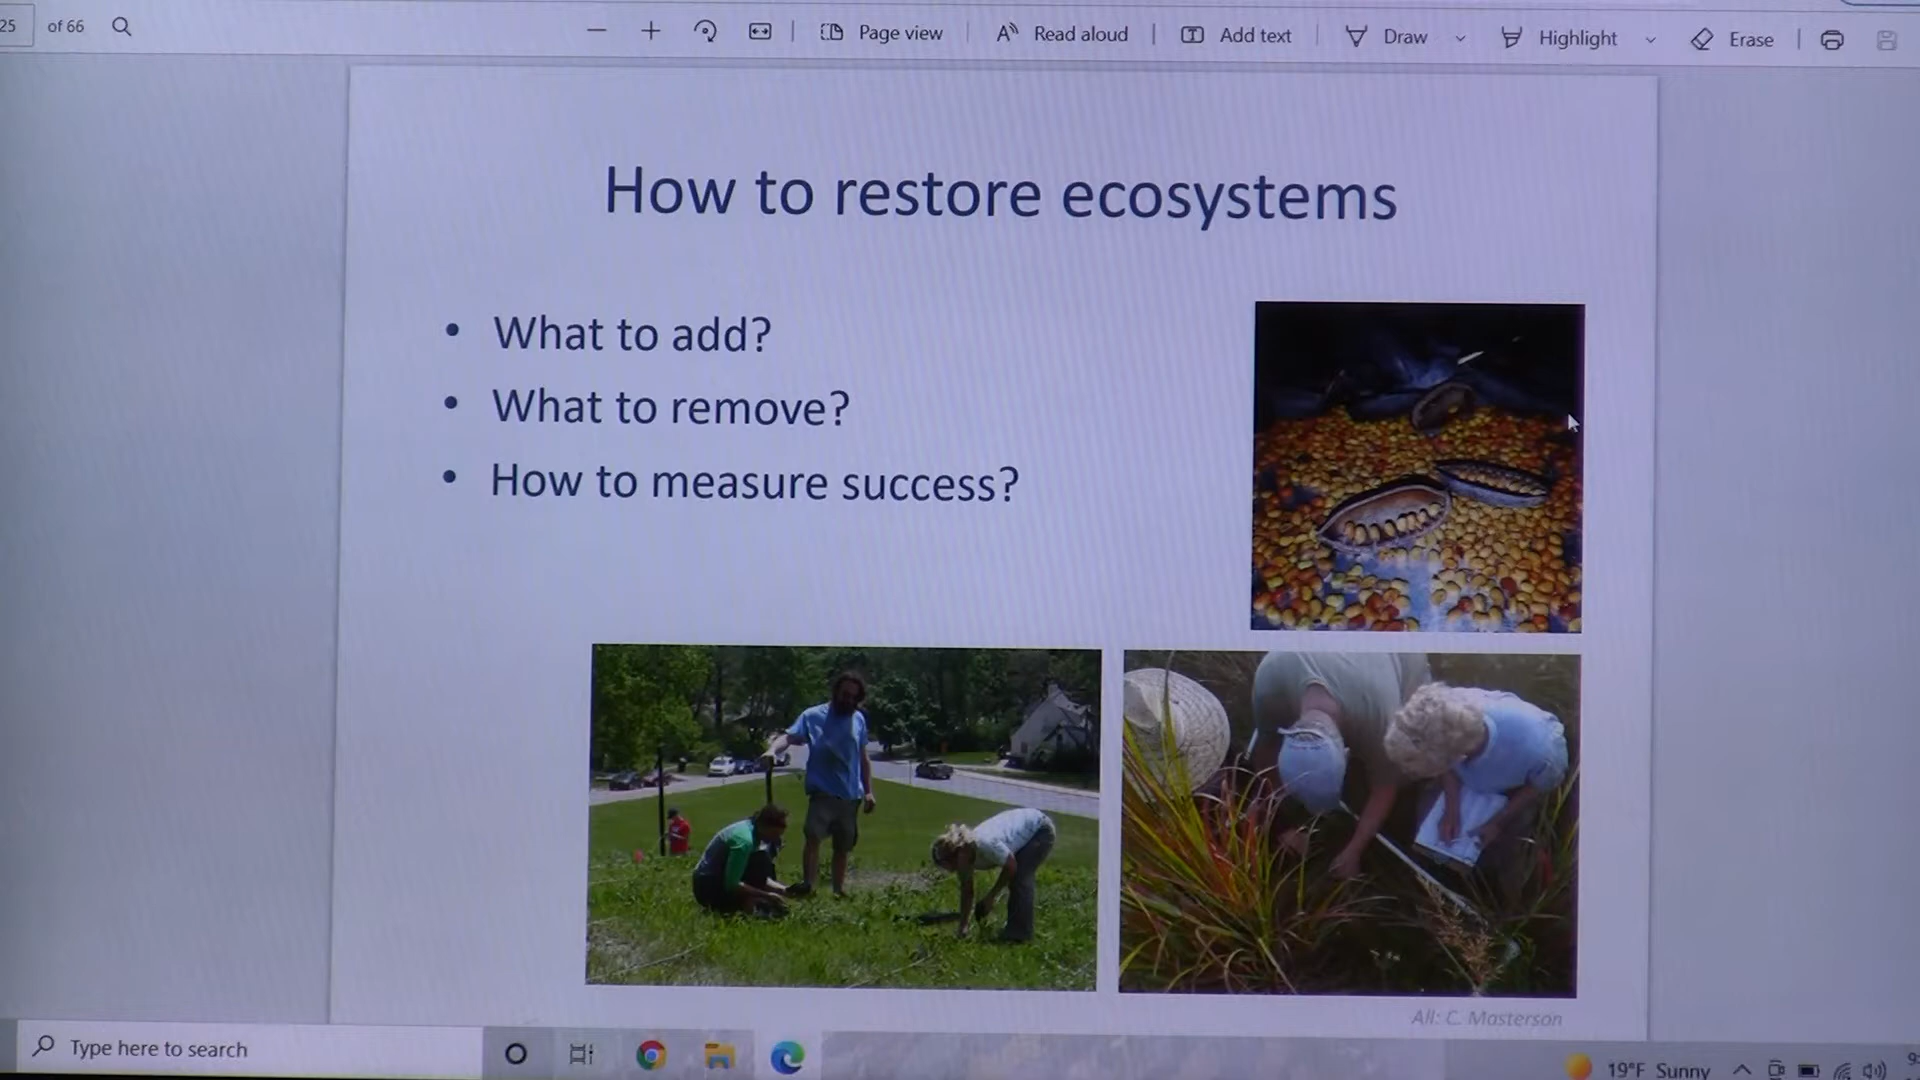 25 of 66
Page view
Read aloud
Add text
Draw
Highlight
Erase
How to restore ecosystems
• What to add?
• What to remove?
• How to measure success?
All: C. Masterson
Type here to search
19°F Sunny